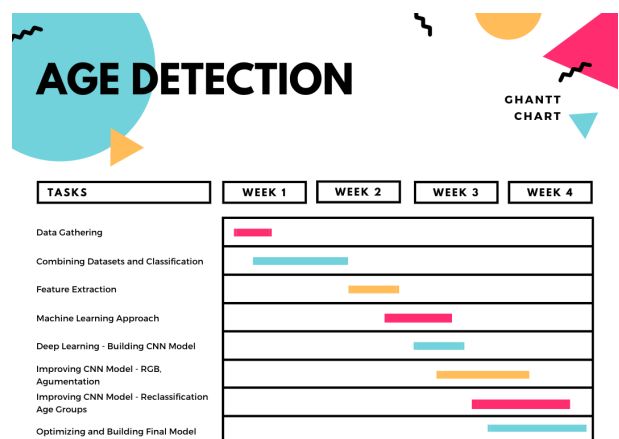 AGE DETECTION
GHANTT
CHART
TASKS
WEEK 1
WEEK 2
WEEK 3
WEEK 4
Data Gathering
Combining Datasets and Classification
Feature Extraction
Machine Learning Approach
Deep Learning - Building CNN Model
Improving CNN Model - RGB,
Agumentation
Improving CNN Model - Reclassification
Age Groups
Optimizing and Building Final Model